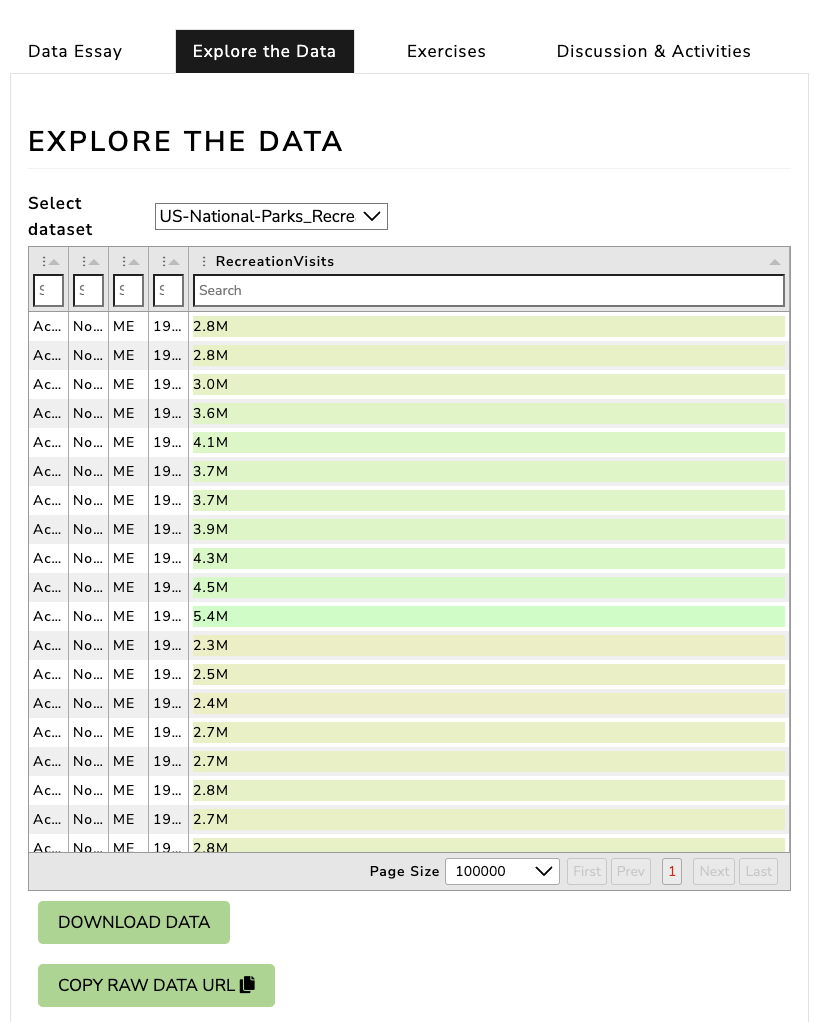 Data Essay Explore the Data Exercises Discussion & Activities
EXPLORE THE DATA
Select
dataset
US-National-Parks_Recre
RecreationVisits
S S S S Search
Ac… No… ME 19… 2.8M
Ac… No… ME 19… 2.8M
Ac… No… ME 19… 3.0M
Ac… No… ME 19… 3.6M
Ac… No… ME 19… 4.1M
Ac… No… ME 19… 3.7M
Ac… No… ME 19… 3.7M
Ac… No… ME 19… 3.9M
Ac… No… ME 19… 4.3M
Ac… No… ME 19… 4.5M
Ac… No… ME 19… 5.4M
Ac… No… ME 19… 2.3M
Ac… No… ME 19… 2.5M
Ac… No… ME 19… 2.4M
Ac… No… ME 19… 2.7M
Ac… No… ME 19… 2.7M
Ac… No… ME 19… 2.8M
Ac… No… ME 19… 2.7M
Ac… No… ME 19… 2.8M
Page Size 100000 First Prev 1 Next Last
DOWNLOAD DATA
COPY RAW DATA URL